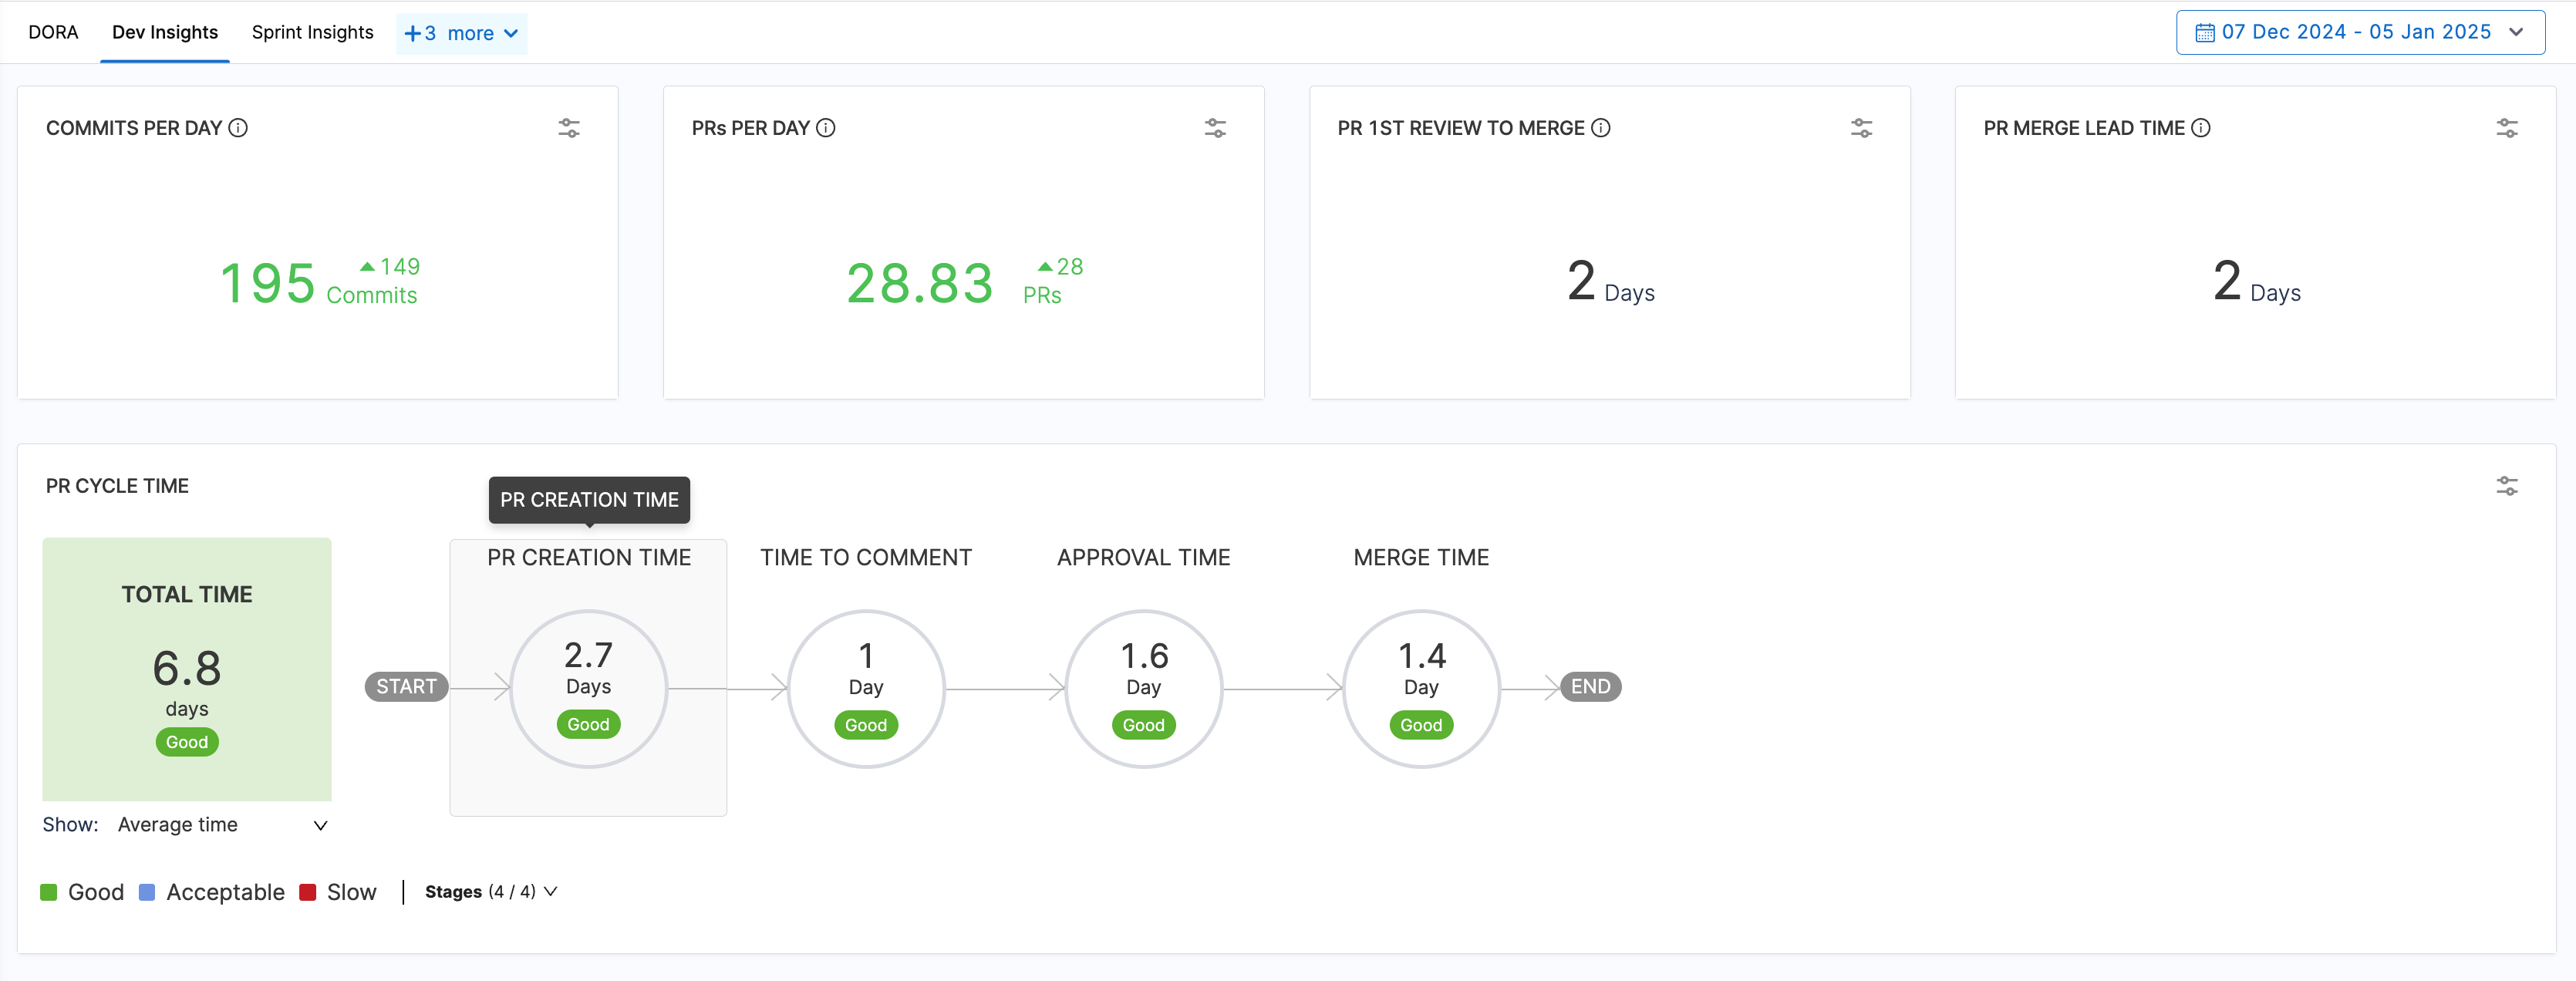 DORA
Dev Insights
Sprint Insights
+3 more
07 Dec 2024 - 05 Jan 2025
COMMITS PER DAY
195
149
Commits
PRs PER DAY
28.83
28
PRs
PR 1ST REVIEW TO MERGE
2 Days
PR MERGE LEAD TIME
2 Days
PR CYCLE TIME
PR CREATION TIME
TOTAL TIME
6.8
days
Good
START
PR CREATION TIME
2.7
Days
Good
TIME TO COMMENT
1
Day
Good
APPROVAL TIME
1.6
Day
Good
MERGE TIME
1.4
Day
Good
END
Show: Average time
Good
Acceptable
Slow
Stages (4 / 4)